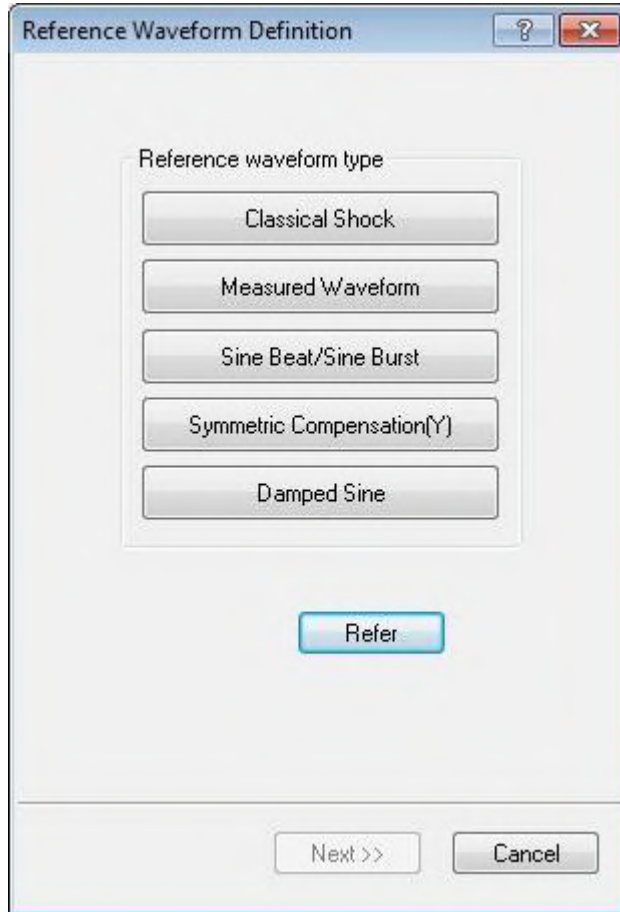 Reference Waveform Definition
?
Reference waveform type
Classical Shock
Measured Waveform
Sine Beat/Sine Burst
Symmetric Compensation(Y)
Damped Sine
Refer
Next >>
Cancel